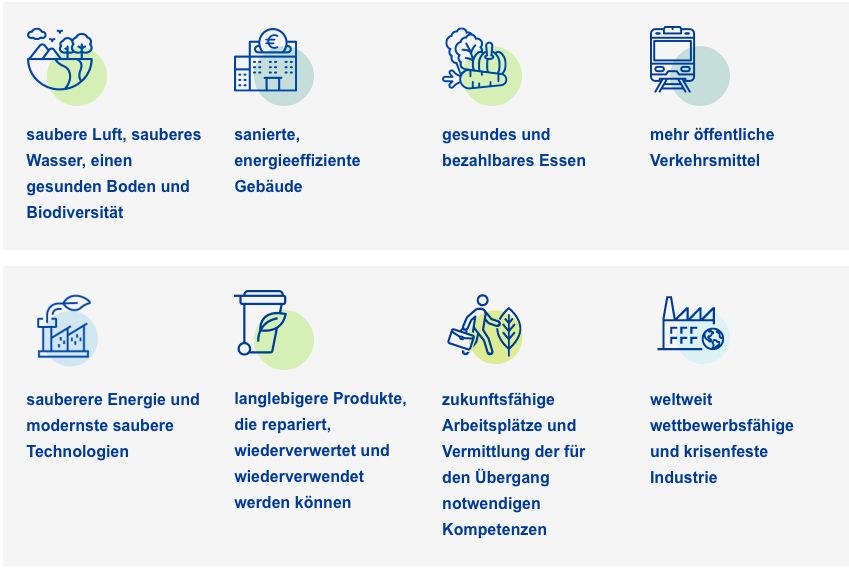 €
saubere Luft, sauberes
Wasser, einen
gesunden Boden und
Biodiversität
sanierte,
energieeffiziente
Gebäude
gesundes und
bezahlbares Essen
mehr öffentliche
Verkehrsmittel
sauberere Energie und
modernste saubere
Technologien
langlebigere Produkte,
die repariert,
wiederverwertet und
wiederverwendet
werden können
zukunftsfähige
Arbeitsplätze und
Vermittlung der für
den Übergang
notwendigen
Kompetenzen
weltweit
wettbewerbsfähige
und krisenfeste
Industrie